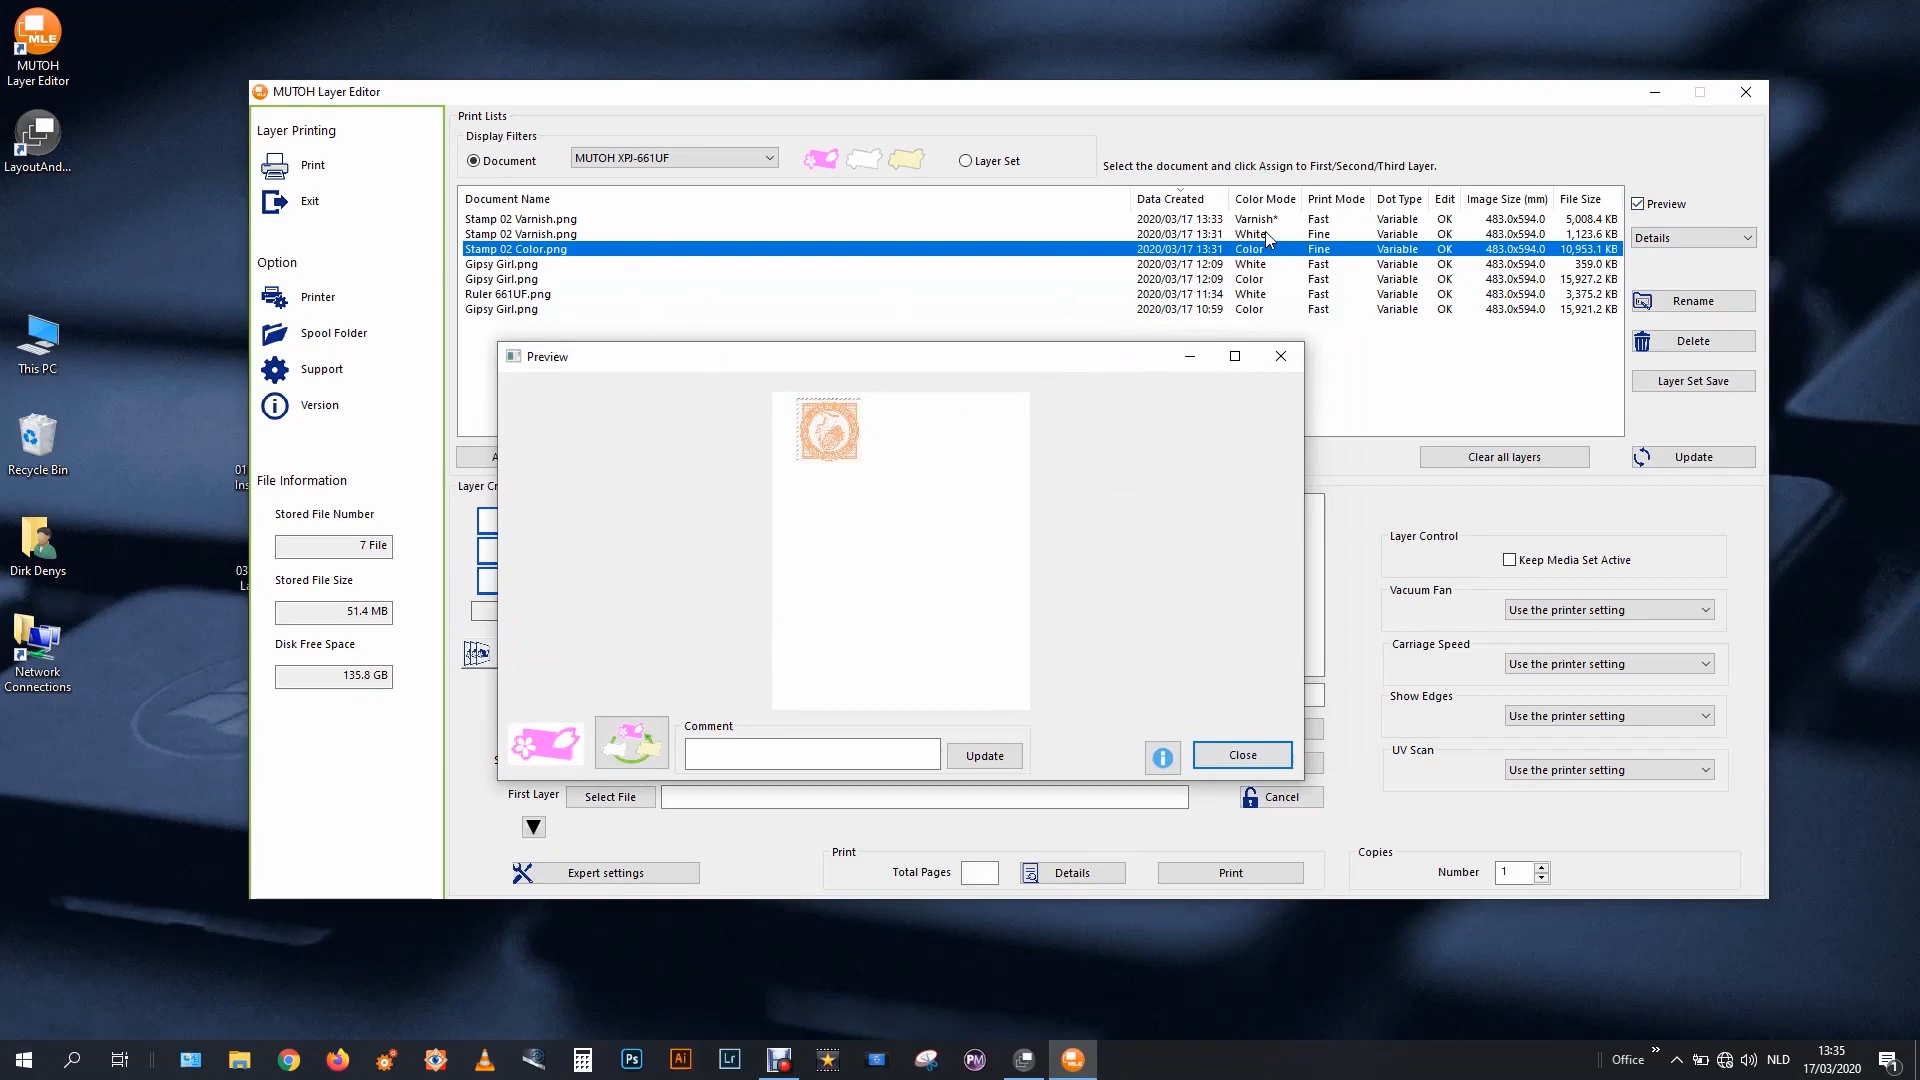 MLE
MUTOH
Layer Editor
LayoutAnd...
This PC
Recycle Bin
Dirk Denys
Network
Connections
01
Ins
03
La
MUTOH Layer Editor
Layer Printing
Print
Exit
Option
Printer
Spool Folder
Support
Version
File Information
Stored File Number
7 File
Stored File Size
51.4 MB
Disk Free Space
135.8 GB
Print Lists
Display Filters
Document
MUTOH XPJ-661UF
Layer Set
Select the document and click Assign to First/Second/Third Layer.
Document Name Data Created Color Mode Print Mode Dot Type Edit Image Size (mm) File Size
Stamp 02 Varnish.png 2020/03/17 13:33 Varnish* Fast Variable OK 483.0x594.0 5,008.4 KB
Stamp 02 Varnish.png 2020/03/17 13:31 White Fine Variable OK 483.0x594.0 1,123.6 KB
Stamp 02 Color.png 2020/03/17 13:31 Color Fine Variable OK 483.0x594.0 10,953.1 KB
Gipsy Girl.png 2020/03/17 12:09 White Fast Variable OK 483.0x594.0 359.0 KB
Gipsy Girl.png 2020/03/17 12:09 Color Fast Variable OK 483.0x594.0 15,927.2 KB
Ruler 661UF.png 2020/03/17 11:34 White Fast Variable OK 483.0x594.0 3,375.2 KB
Gipsy Girl.png 2020/03/17 10:59 Color Fast Variable OK 483.0x594.0 15,921.2 KB
Preview
Details
Rename
Delete
Layer Set Save
Clear all layers
Update
A
Layer Cr
S
Preview
Comment
Update
Close
First Layer
Select File
Cancel
Expert settings
Print
Total Pages
Details
Print
Layer Control
Keep Media Set Active
Vacuum Fan
Use the printer setting
Carriage Speed
Use the printer setting
Show Edges
Use the printer setting
UV Scan
Use the printer setting
Copies
Number
1
Ps
Ai
Lr
PM
MLE
Office
NLD
13:35
17/03/2020
1